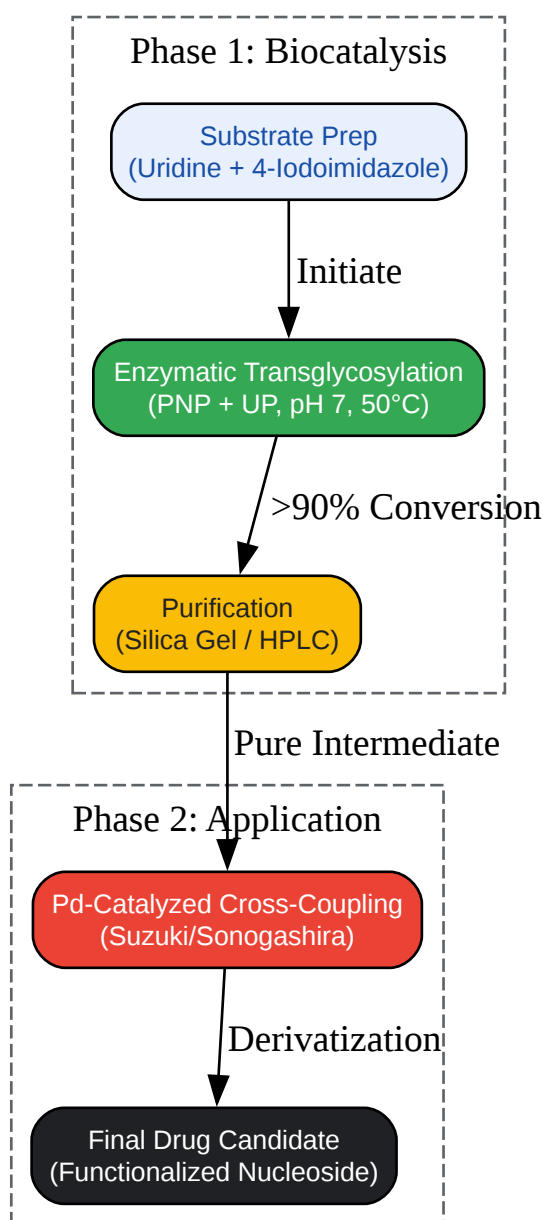 Phase 1: Biocatalysis
Substrate Prep
(Uridine + 4-Iodoimidazole)
Initiate
Enzymatic Transglycosylation
(PNP + UP, pH 7, 50°C)
>90% Conversion
Purification
(Silica Gel / HPLC)
Pure Intermediate
Phase 2: Application
Pd-Catalyzed Cross-Coupling
(Suzuki/Sonogashira)
Derivatization
Final Drug Candidate
(Functionalized Nucleoside)